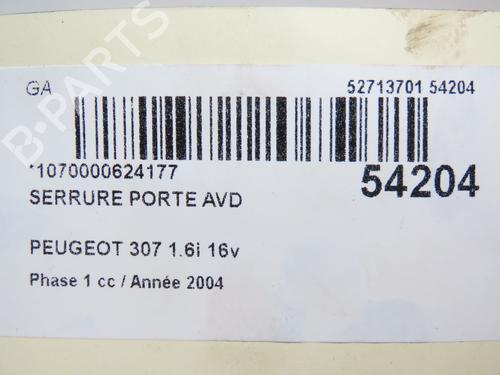 GA
52713701 54204
B-PARTS
*1070000624177
54204
SERRURE PORTE AVD
PEUGEOT 307 1.6i 16v
Phase 1 cc / Année 2004